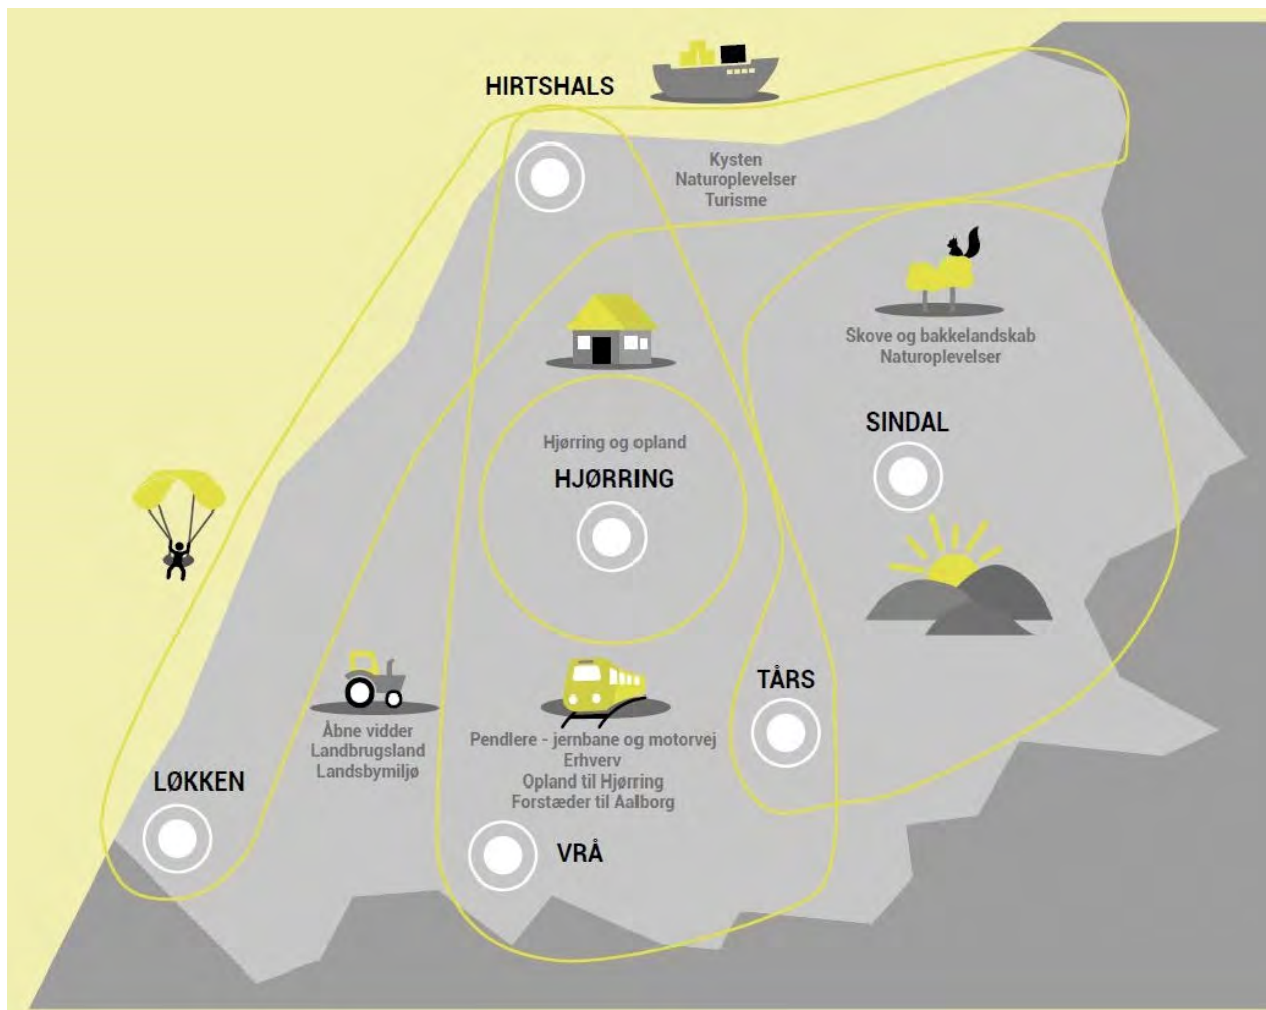 HIRTSHALS
Kysten
Naturoplevelser
Turisme
Skove og bakkelandskab
Naturoplevelser
SINDAL
Hjørring og opland
HJØRRING
TÅRS
Åbne vidder
Landbrugsland
Landsbymiljø
Pendlere - jernbane og motorvej
Erhverv
Opland til Hjørring
Forstæder til Aalborg
LØKKEN
VRÅ